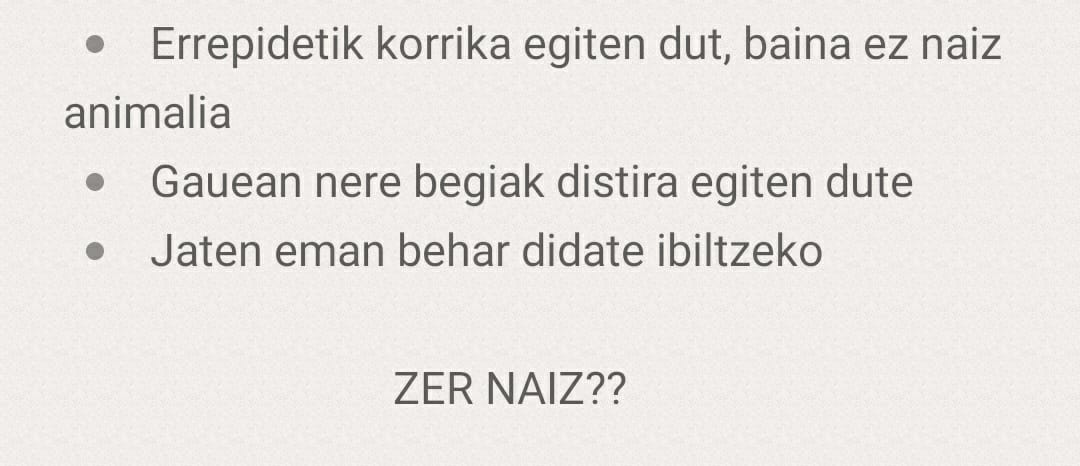 • Errepidetik korrika egiten dut, baina ez naiz
animalia
• Gauean nere begiak distira egiten dute
• Jaten eman behar didate ibiltzeko
ZER NAIZ??